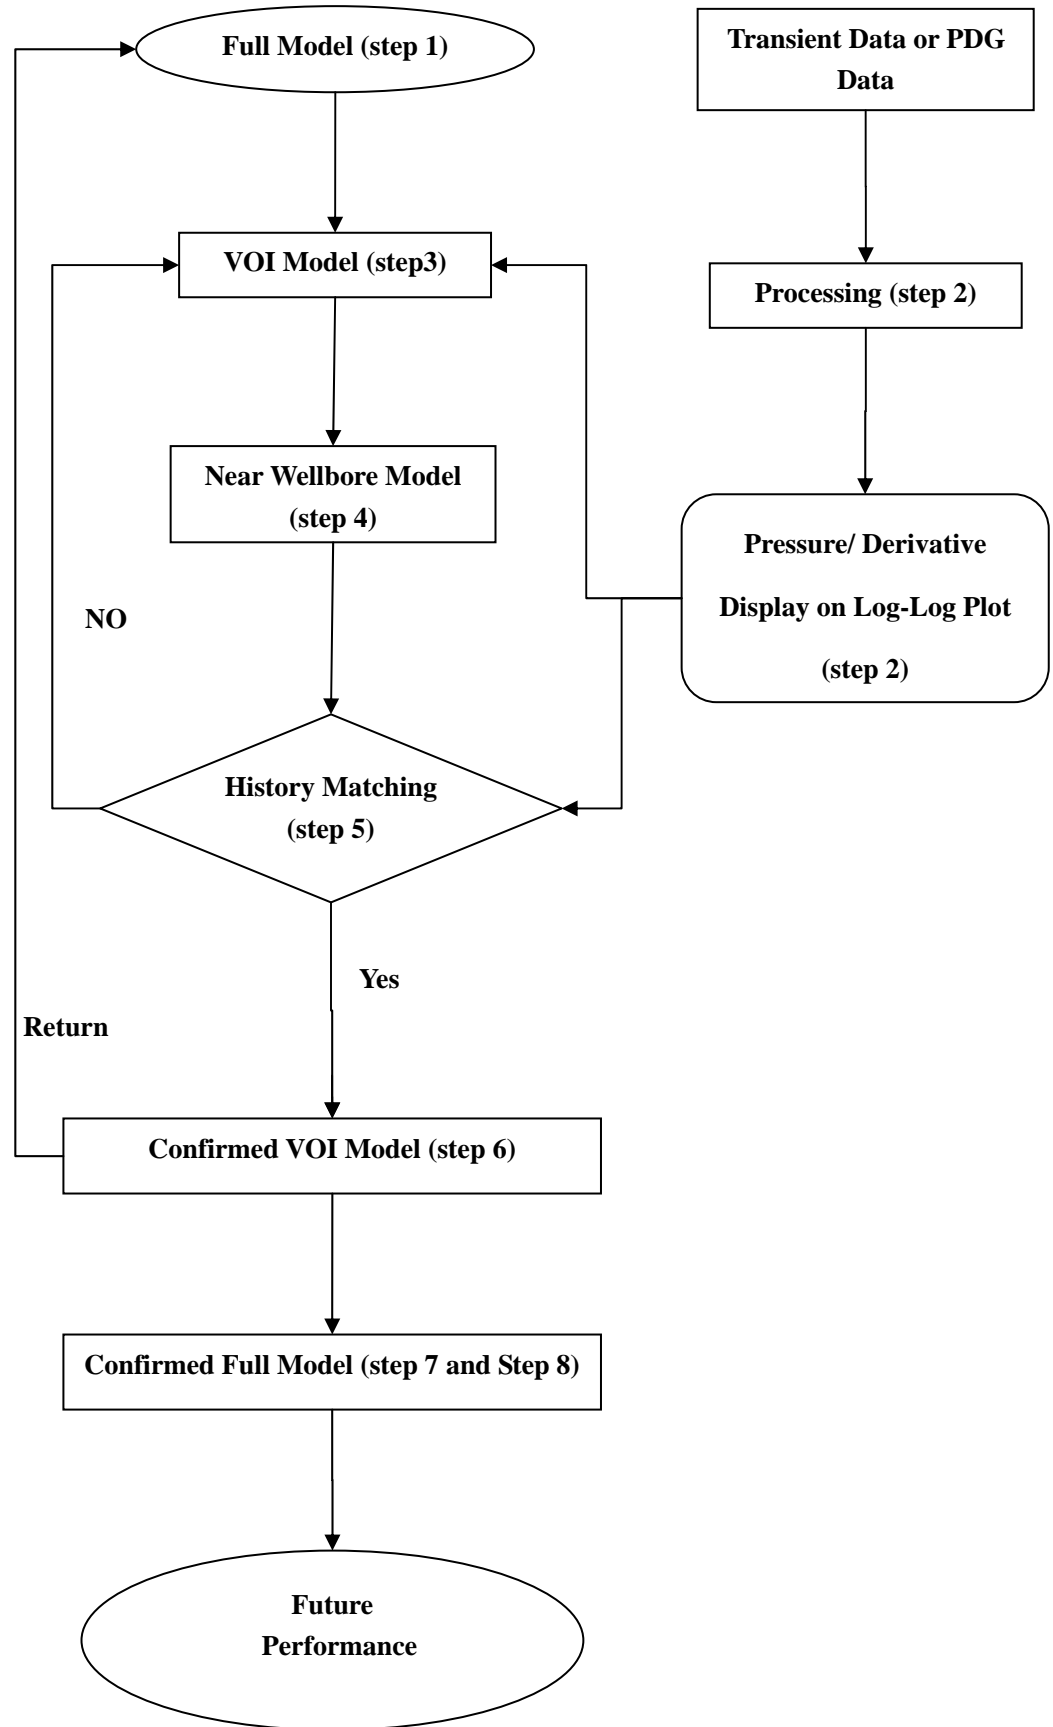 Full Model (step 1)
Transient Data or PDG
Data
VOI Model (step3)
Processing (step 2)
Near Wellbore Model
(step 4)
Pressure/ Derivative
Display on Log-Log Plot
(step 2)
NO
History Matching
(step 5)
Yes
Return
Confirmed VOI Model (step 6)
Confirmed Full Model (step 7 and Step 8)
Future
Performance